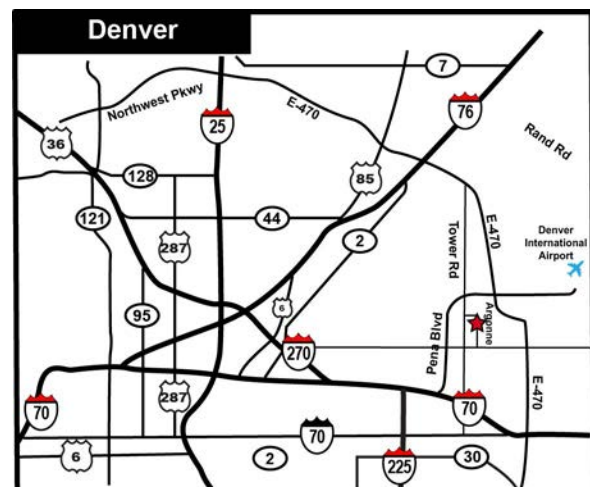 Denver
7
Northwest Pkwy
E-470
25
76
36
Rand Rd
128
85
121
44
2
287
Tower Rd
E-470
Denver
International
Airport
6
95
Argonne
270
Pena Blvd
287
E-470
70
70
70
6
2
225
30